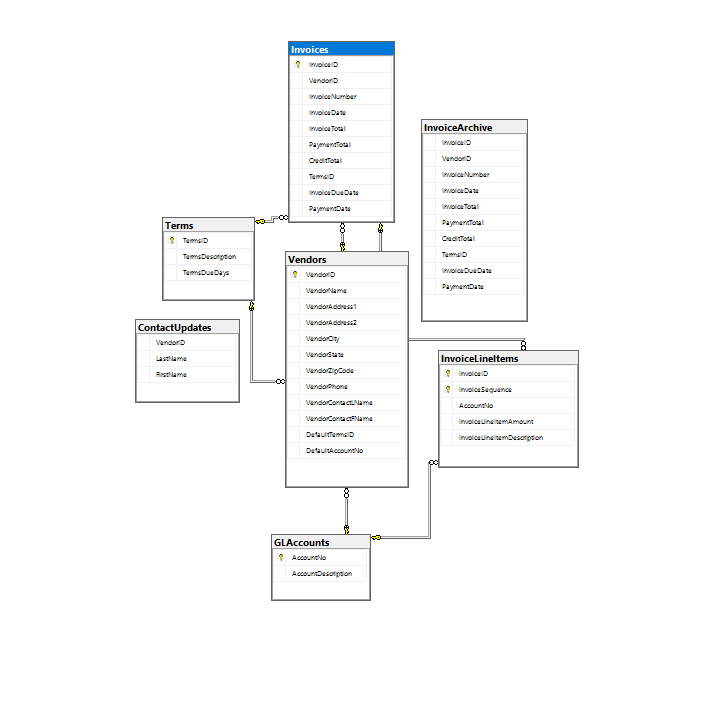 Invoices
InvoiceID
VendorID
InvoiceNumber
InvoiceDate
InvoiceTotal
PaymentTotal
CreditTotal
TermsID
InvoiceDueDate
PaymentDate
InvoiceArchive
InvoiceID
VendorID
InvoiceNumber
InvoiceDate
InvoiceTotal
PaymentTotal
CreditTotal
TermsID
InvoiceDueDate
PaymentDate
Terms
TermsID
TermsDescription
TermsDueDays
Vendors
VendorID
VendorName
VendorAddress1
VendorAddress2
VendorCity
VendorState
VendorZipCode
VendorPhone
VendorContactLName
VendorContactFName
DefaultTermsID
DefaultAccountNo
ContactUpdates
VendorID
LastName
FirstName
InvoiceLineItems
InvoiceID
InvoiceSequence
AccountNo
InvoiceLineItemAmount
InvoiceLineItemDescription
GLAccounts
AccountNo
AccountDescription